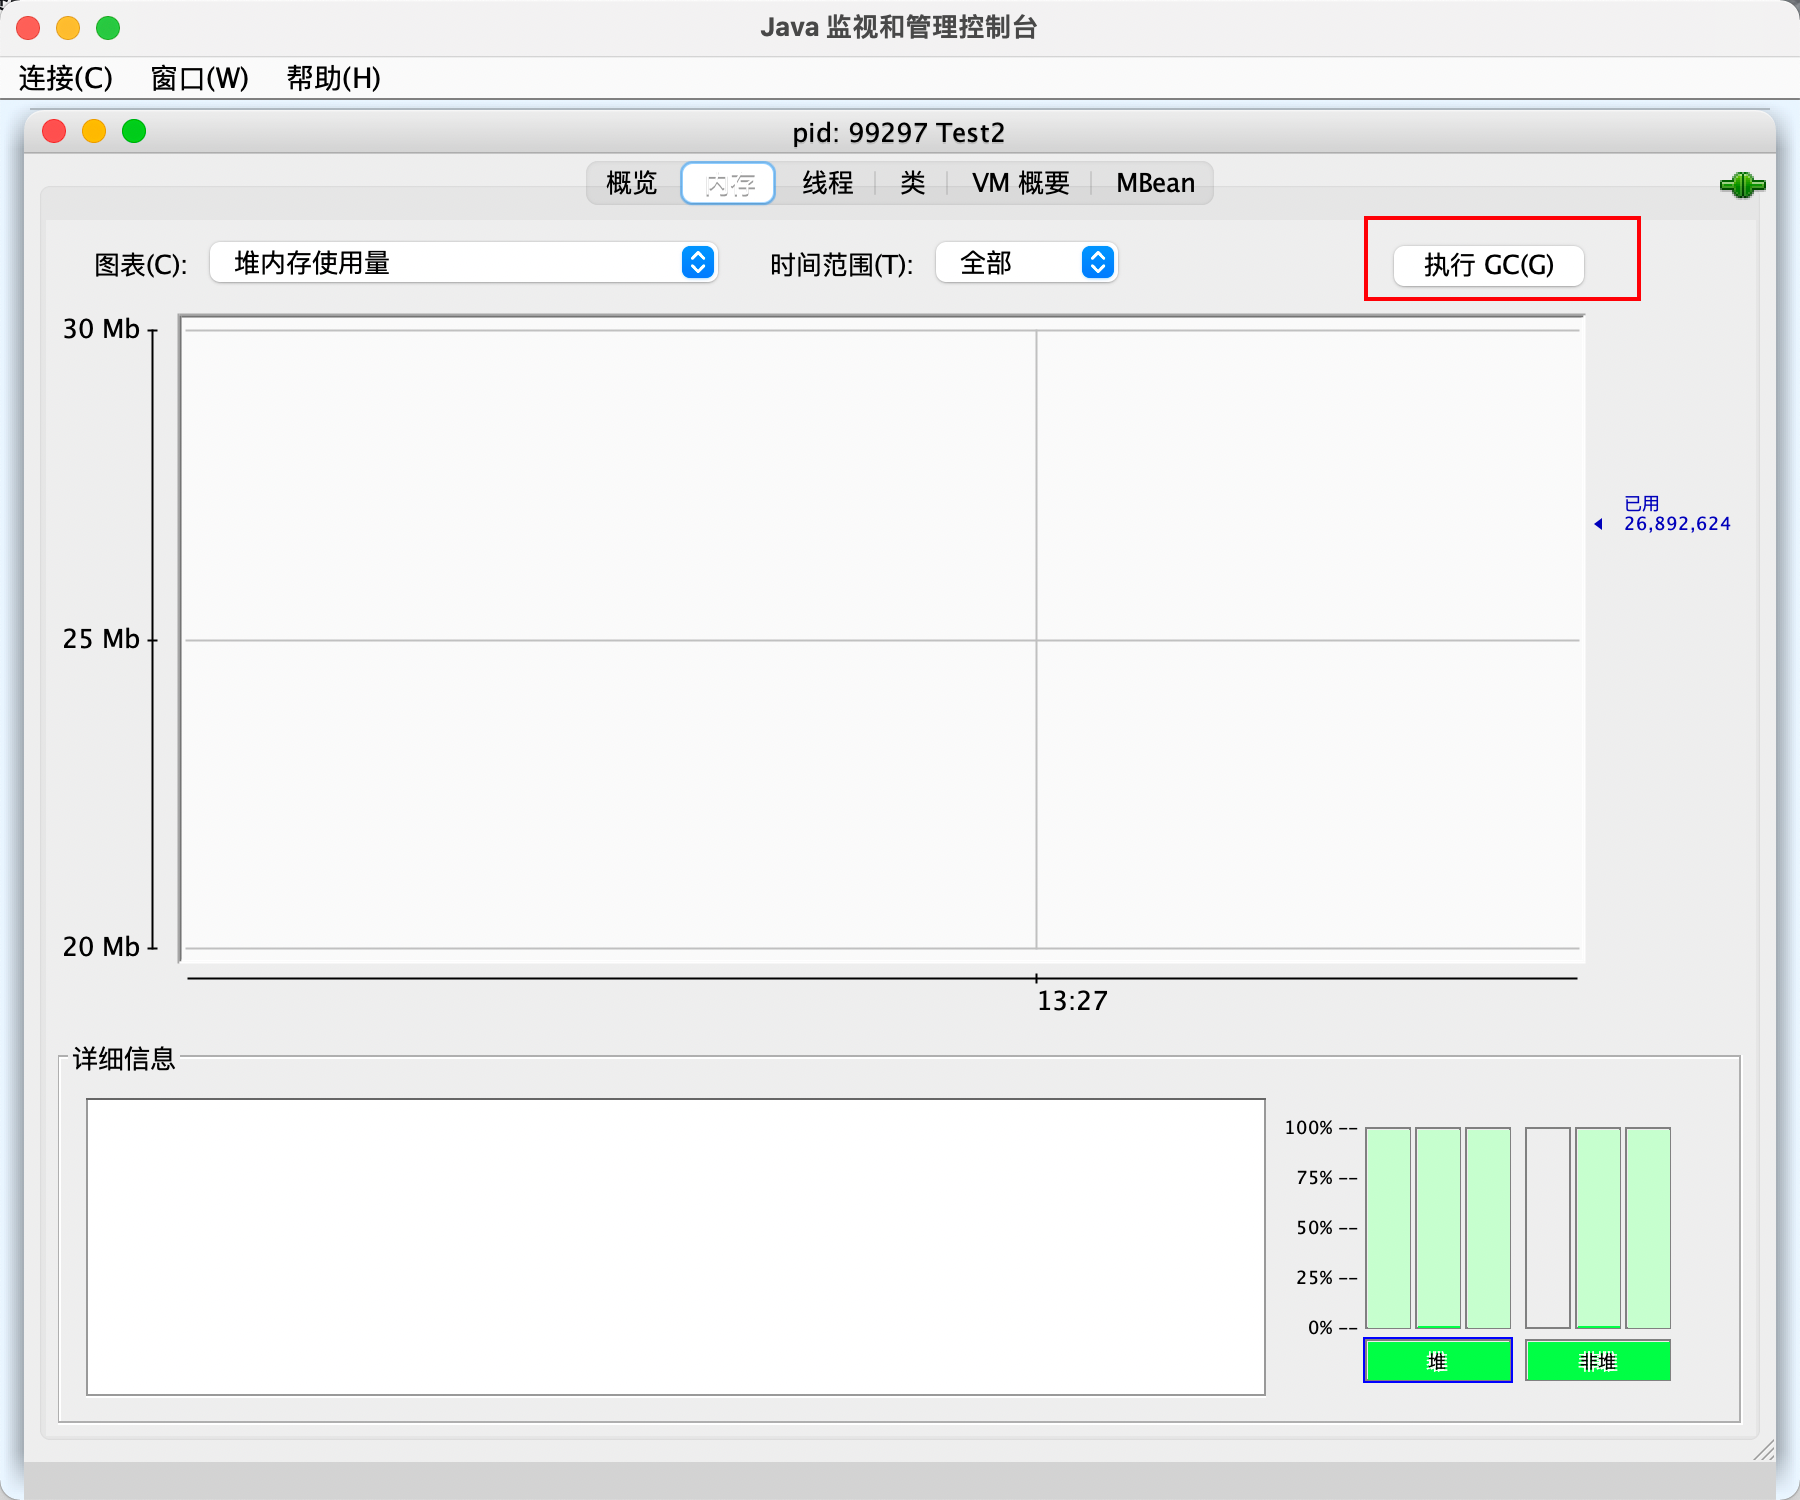 Java 监视和管理控制台
连接(C) 窗口(W) 帮助(H)
pid: 99297 Test2
概览 内存 线程 类 VM 概要 MBean
图表(C): 堆内存使用量 时间范围(T): 全部 执行 GC(G)
30 Mb
已用
26,892,624
25 Mb
20 Mb
13:27
详细信息
100% --
75% --
50% --
25% --
0% --
堆 非堆